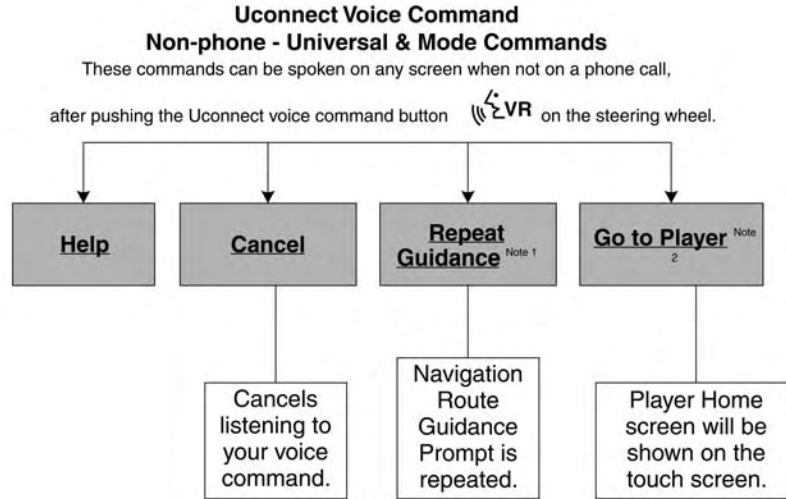 Uconnect Voice Command
Non-phone - Universal & Mode Commands
These commands can be spoken on any screen when not on a phone call,
after pushing the Uconnect voice command button VR on the steering wheel.
Help
Cancel
Repeat
Guidance Note 1
Go to Player Note
2
Cancels
listening to
your voice
command.
Navigation
Route
Guidance
Prompt is
repeated.
Player Home
screen will be
shown on the
touch screen.